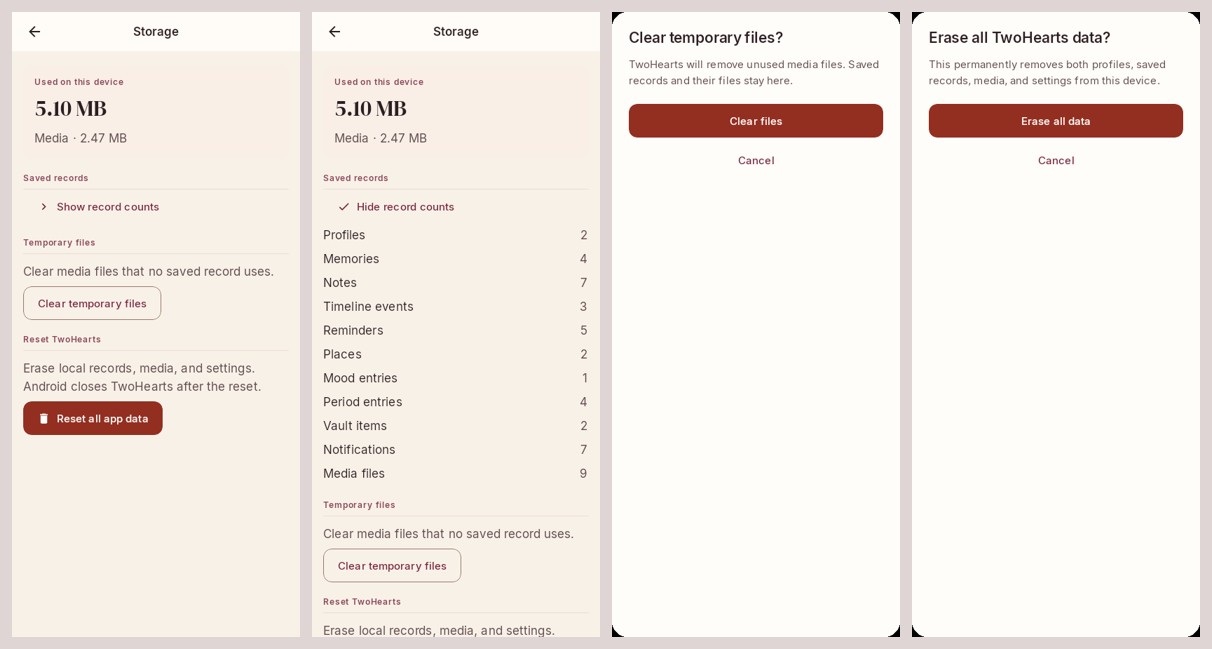 Storage
Used on this device
5.10 MB
Media · 2.47 MB
Saved records
Show record counts
Temporary files
Clear media files that no saved record uses.
Clear temporary files
Reset TwoHearts
Erase local records, media, and settings.
Android closes TwoHearts after the reset.
Reset all app data
Storage
Used on this device
5.10 MB
Media · 2.47 MB
Saved records
Hide record counts
Profiles 2
Memories 4
Notes 7
Timeline events 3
Reminders 5
Places 2
Mood entries 1
Period entries 4
Vault items 2
Notifications 7
Media files 9
Temporary files
Clear media files that no saved record uses.
Clear temporary files
Reset TwoHearts
Erase local records, media, and settings.
Clear temporary files?
TwoHearts will remove unused media files. Saved
records and their files stay here.
Clear files
Cancel
Erase all TwoHearts data?
This permanently removes both profiles, saved
records, media, and settings from this device.
Erase all data
Cancel